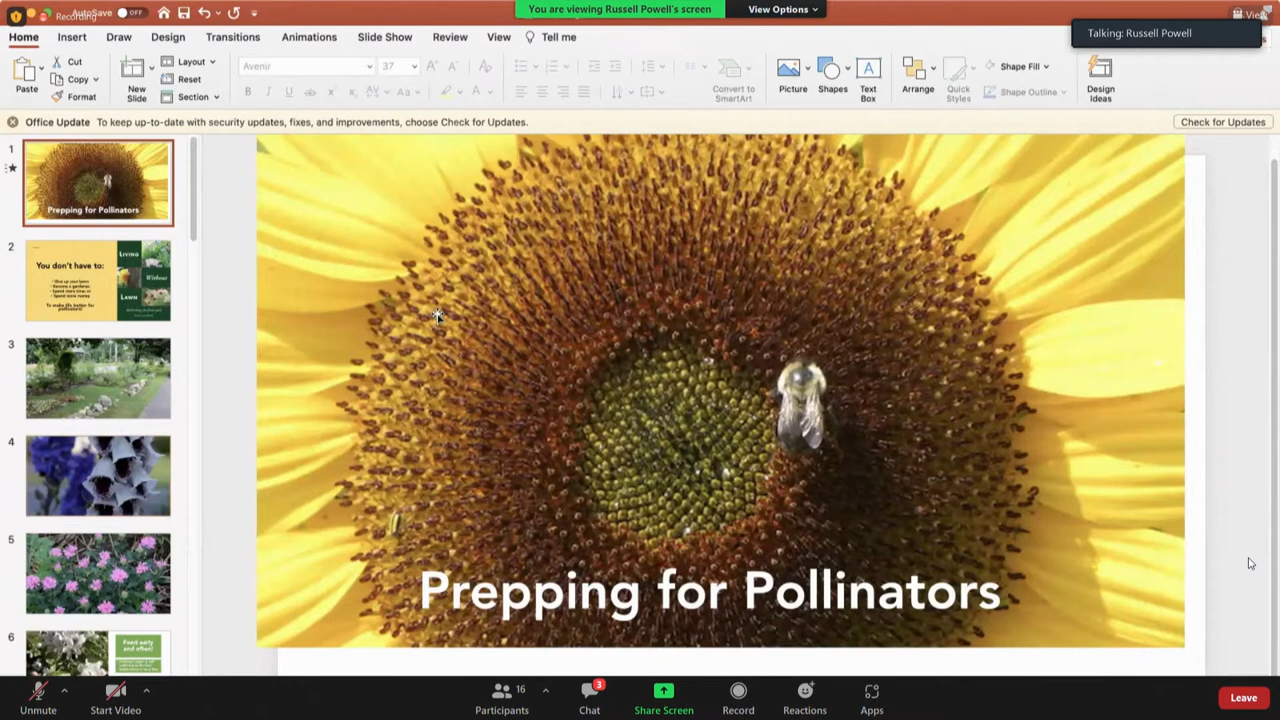 AutoSave OFF
Recording
You are viewing Russell Powell's screen
View Options
View
Talking: Russell Powell
Home Insert Draw Design Transitions Animations Slide Show Review View Tell me
Paste
Cut
Copy
Format
New Slide
Layout
Reset
Section
Avenir 37
Convert to SmartArt
Picture
Shapes
Text Box
Arrange
Quick Styles
Shape Fill
Shape Outline
Design Ideas
Office Update To keep up-to-date with security updates, fixes, and improvements, choose Check for Updates.
Check for Updates
1
Prepping for Pollinators
2
You don't have to:
LIVING
Without
LAWN
3
4
5
6
Feed early and often!
Prepping for Pollinators
Unmute
Start Video
Participants 16
Chat 3
Share Screen
Record
Reactions
Apps
Leave